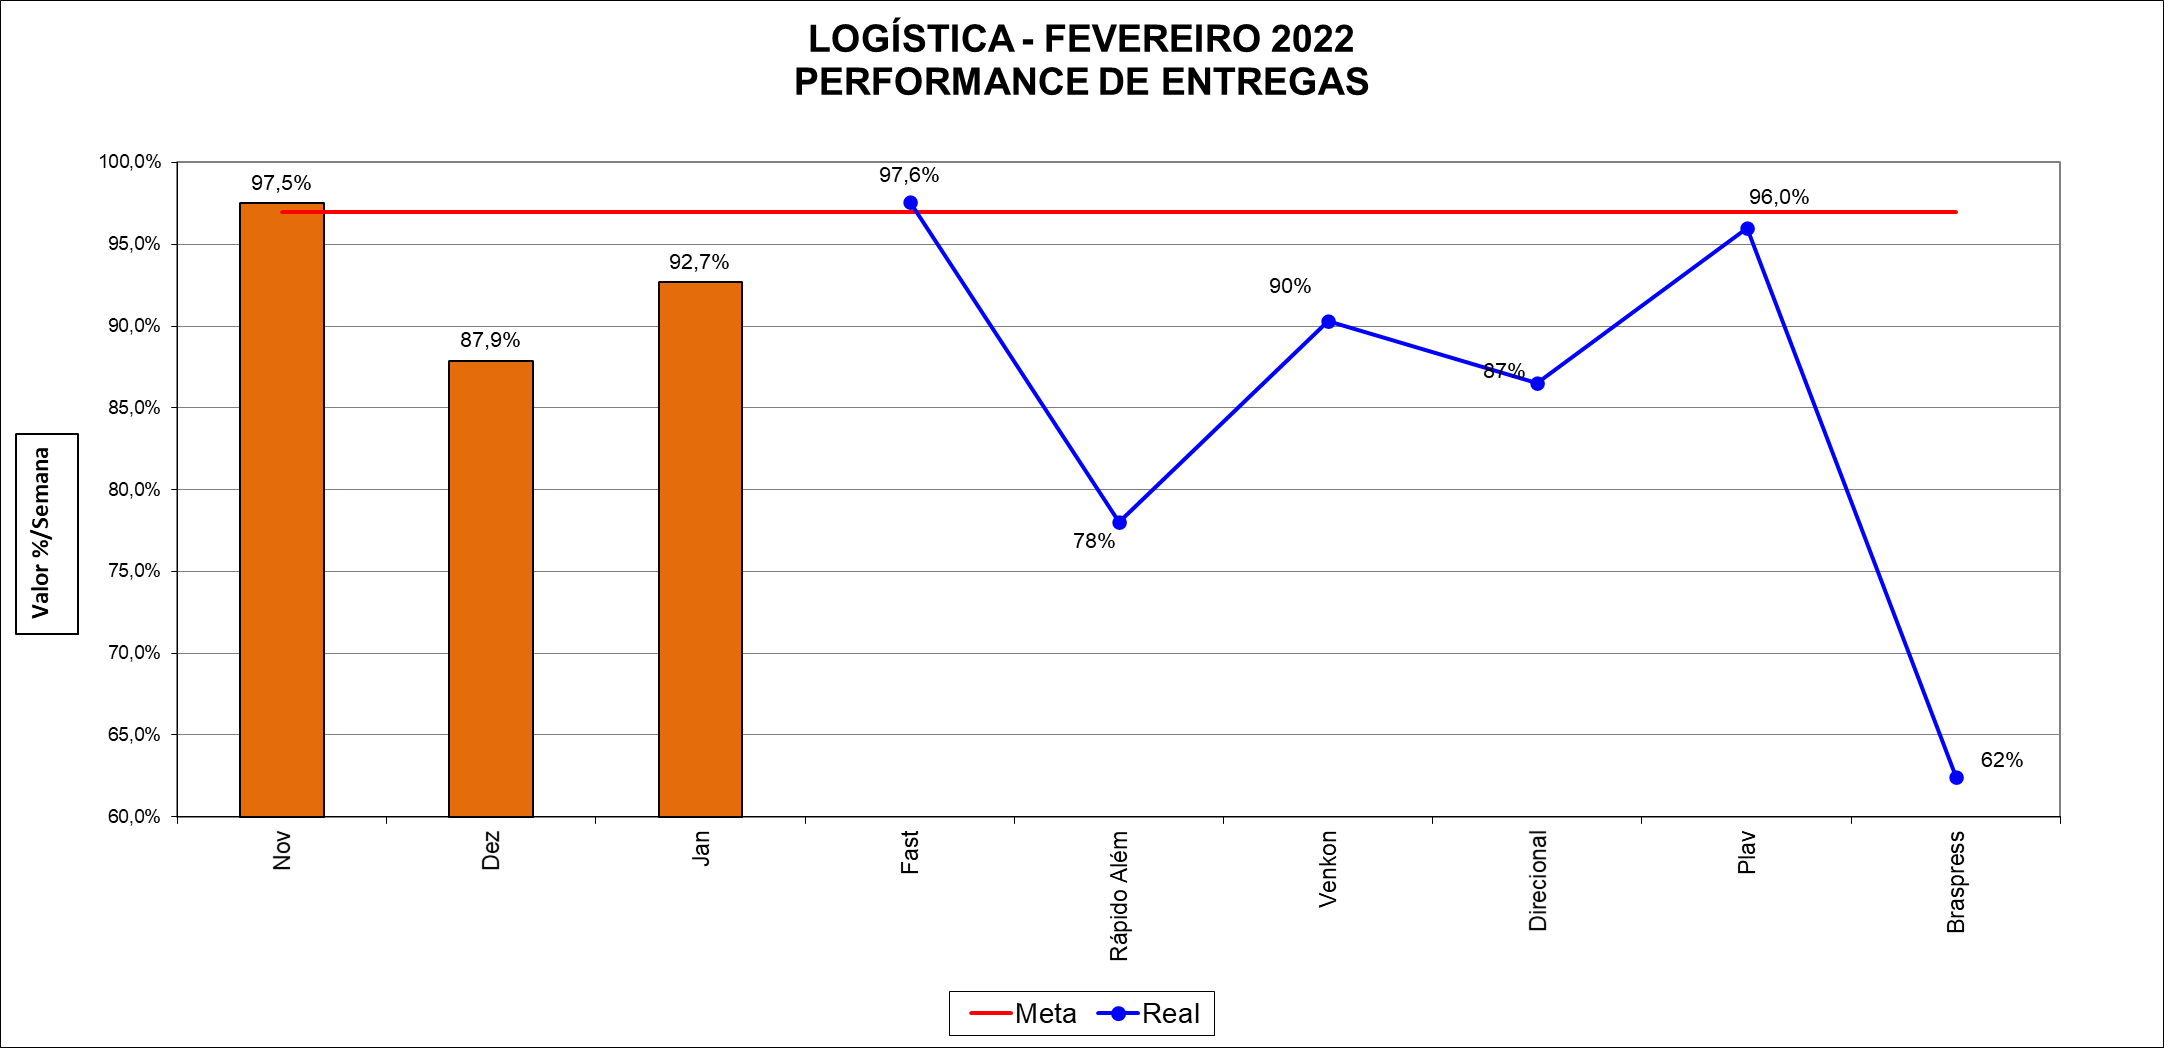 LOGÍSTICA - FEVEREIRO 2022
PERFORMANCE DE ENTREGAS
Valor %/Semana
100,0%
95,0%
90,0%
85,0%
80,0%
75,0%
70,0%
65,0%
60,0%
97,5%
87,9%
92,7%
97,6%
78%
90%
87%
96,0%
62%
Nov
Dez
Jan
Fast
Rápido Além
Venkon
Direcional
Plav
Braspress
Meta
Real